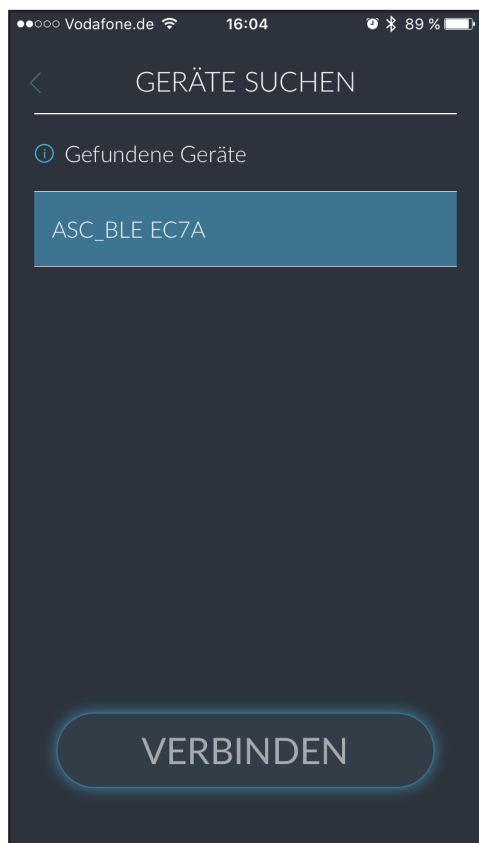 Vodafone.de 16:04 89 %
GERÄTE SUCHEN
Gefundene Geräte
ASC_BLE EC7A
VERBINDEN